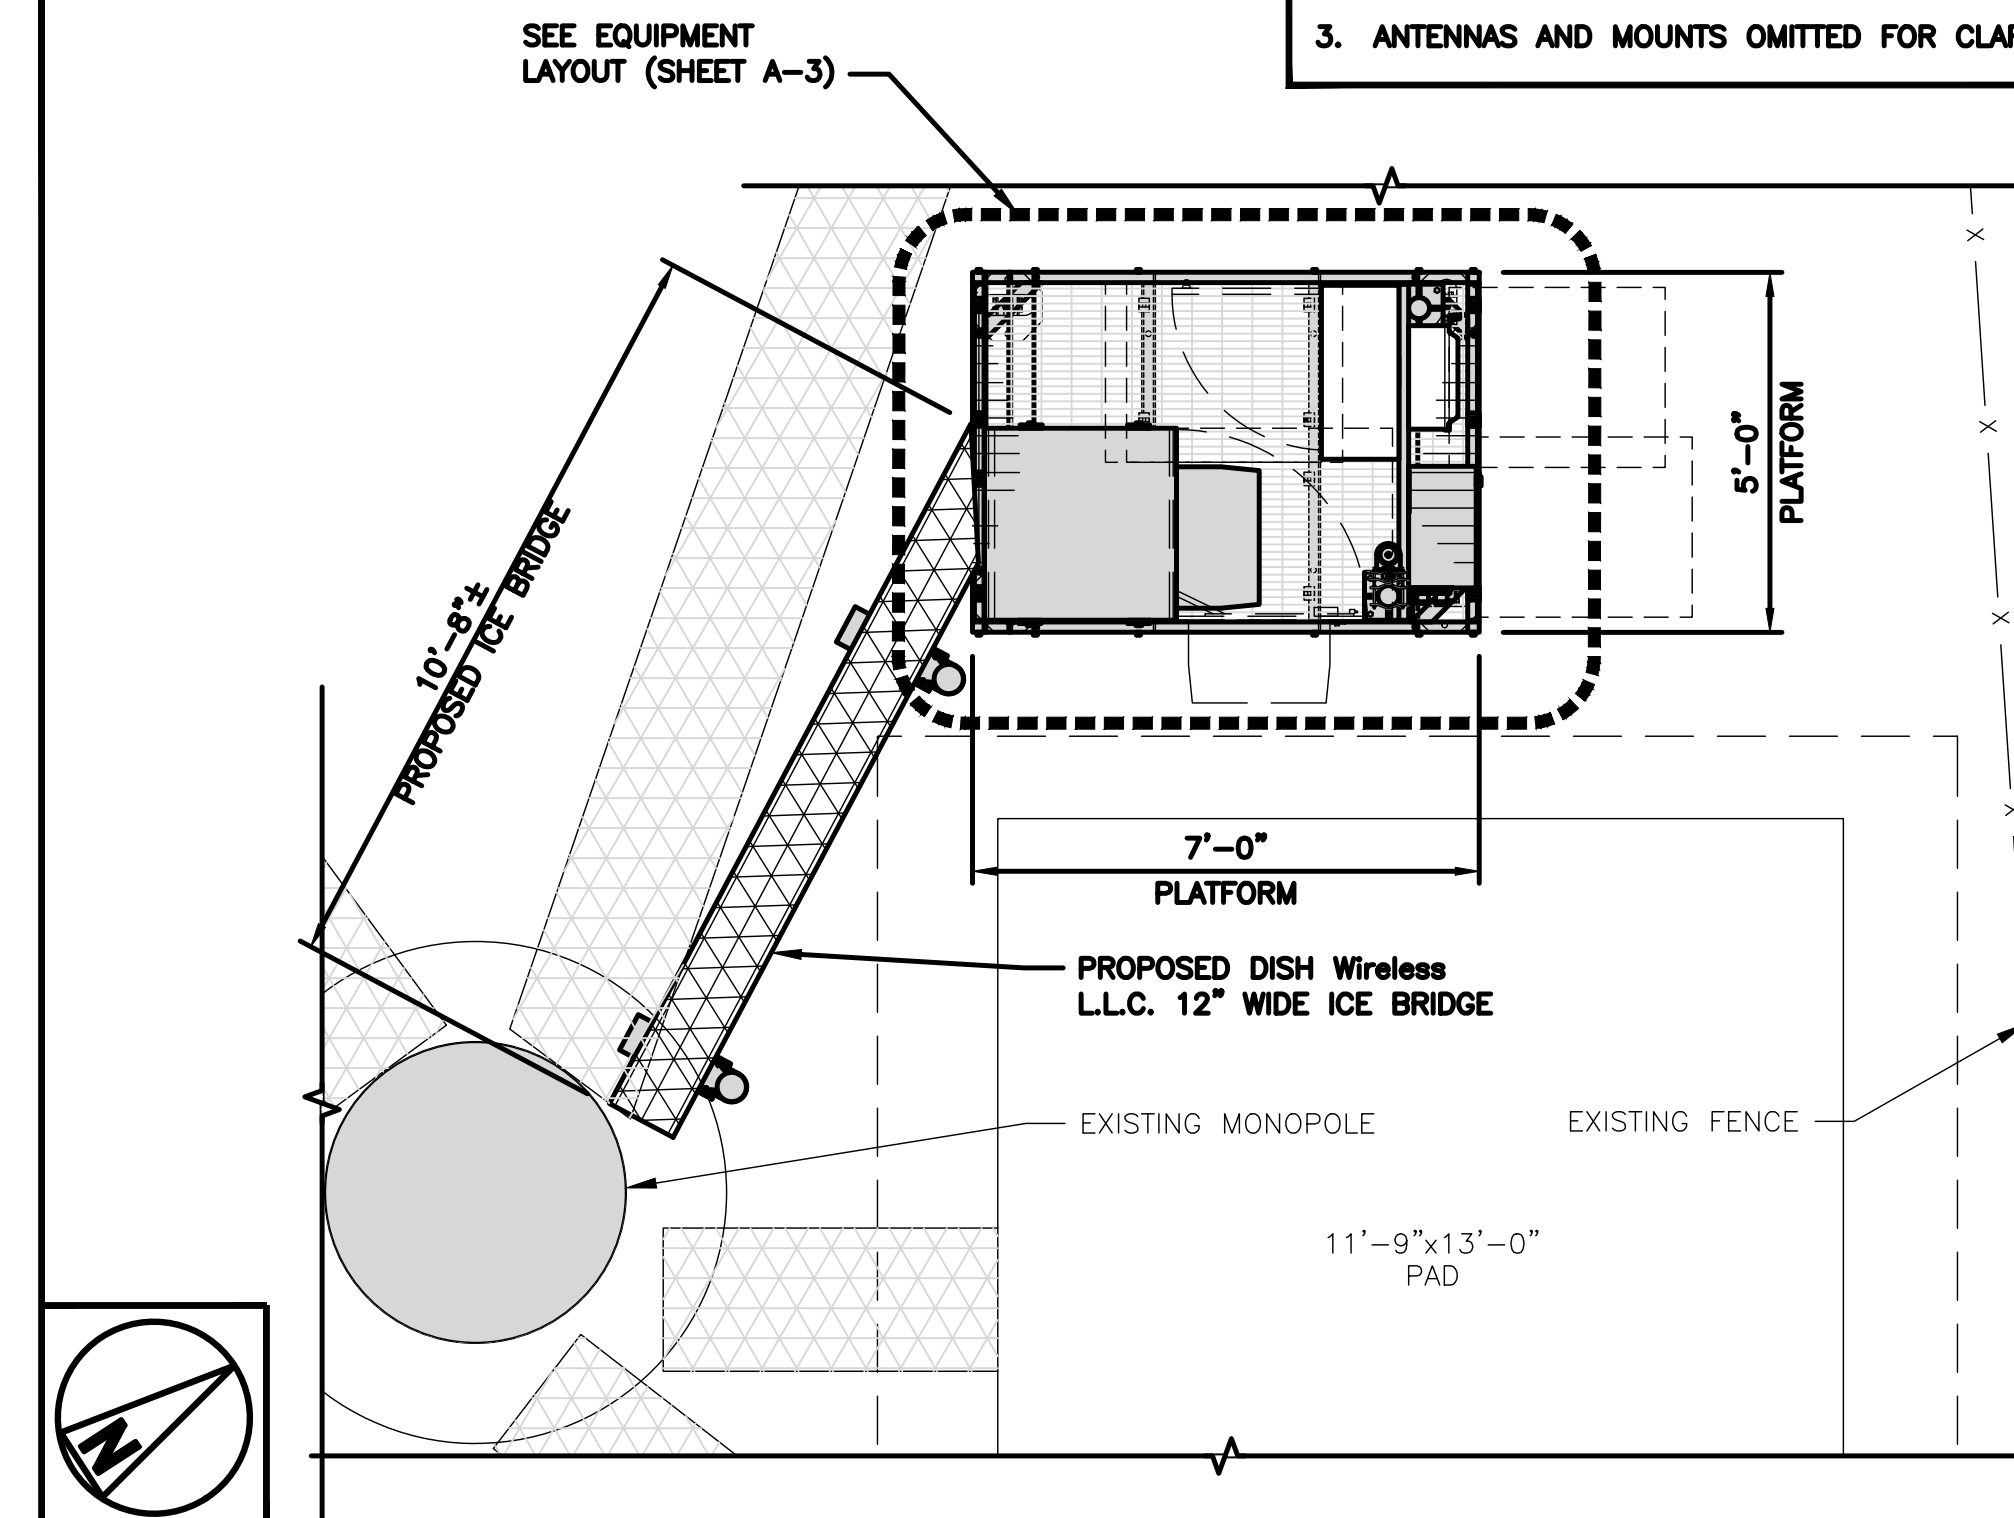 SEE EQUIPMENT
LAYOUT (SHEET A-3)
3. ANTENNAS AND MOUNTS OMITTED FOR
10'-8"±
PROPOSED ICE BRIDGE
5'-0"
PLATFORM
7'-0"
PLATFORM
PROPOSED DISH Wireless
L.L.C. 12" WIDE ICE BRIDGE
EXISTING MONOPOLE
EXISTING FENCE
11'-9"x13'-0"
PAD
X
X
X
X
N